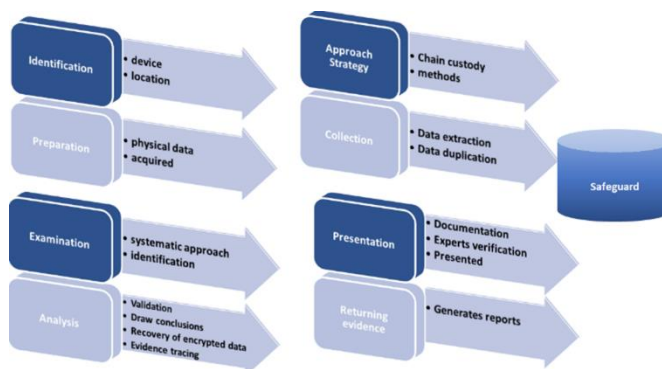 Identification
• device
• location
Preparation
• physical data
• acquired
Approach
Strategy
• Chain custody
• methods
Collection
• Data extraction
• Data duplication
Safeguard
Examination
• systematic approach
• identification
Analysis
• Validation
• Draw conclusions
• Recovery of encrypted data
• Evidence tracing
Presentation
• Documentation
• Experts verification
• Presented
Returning
evidence
• Generates reports